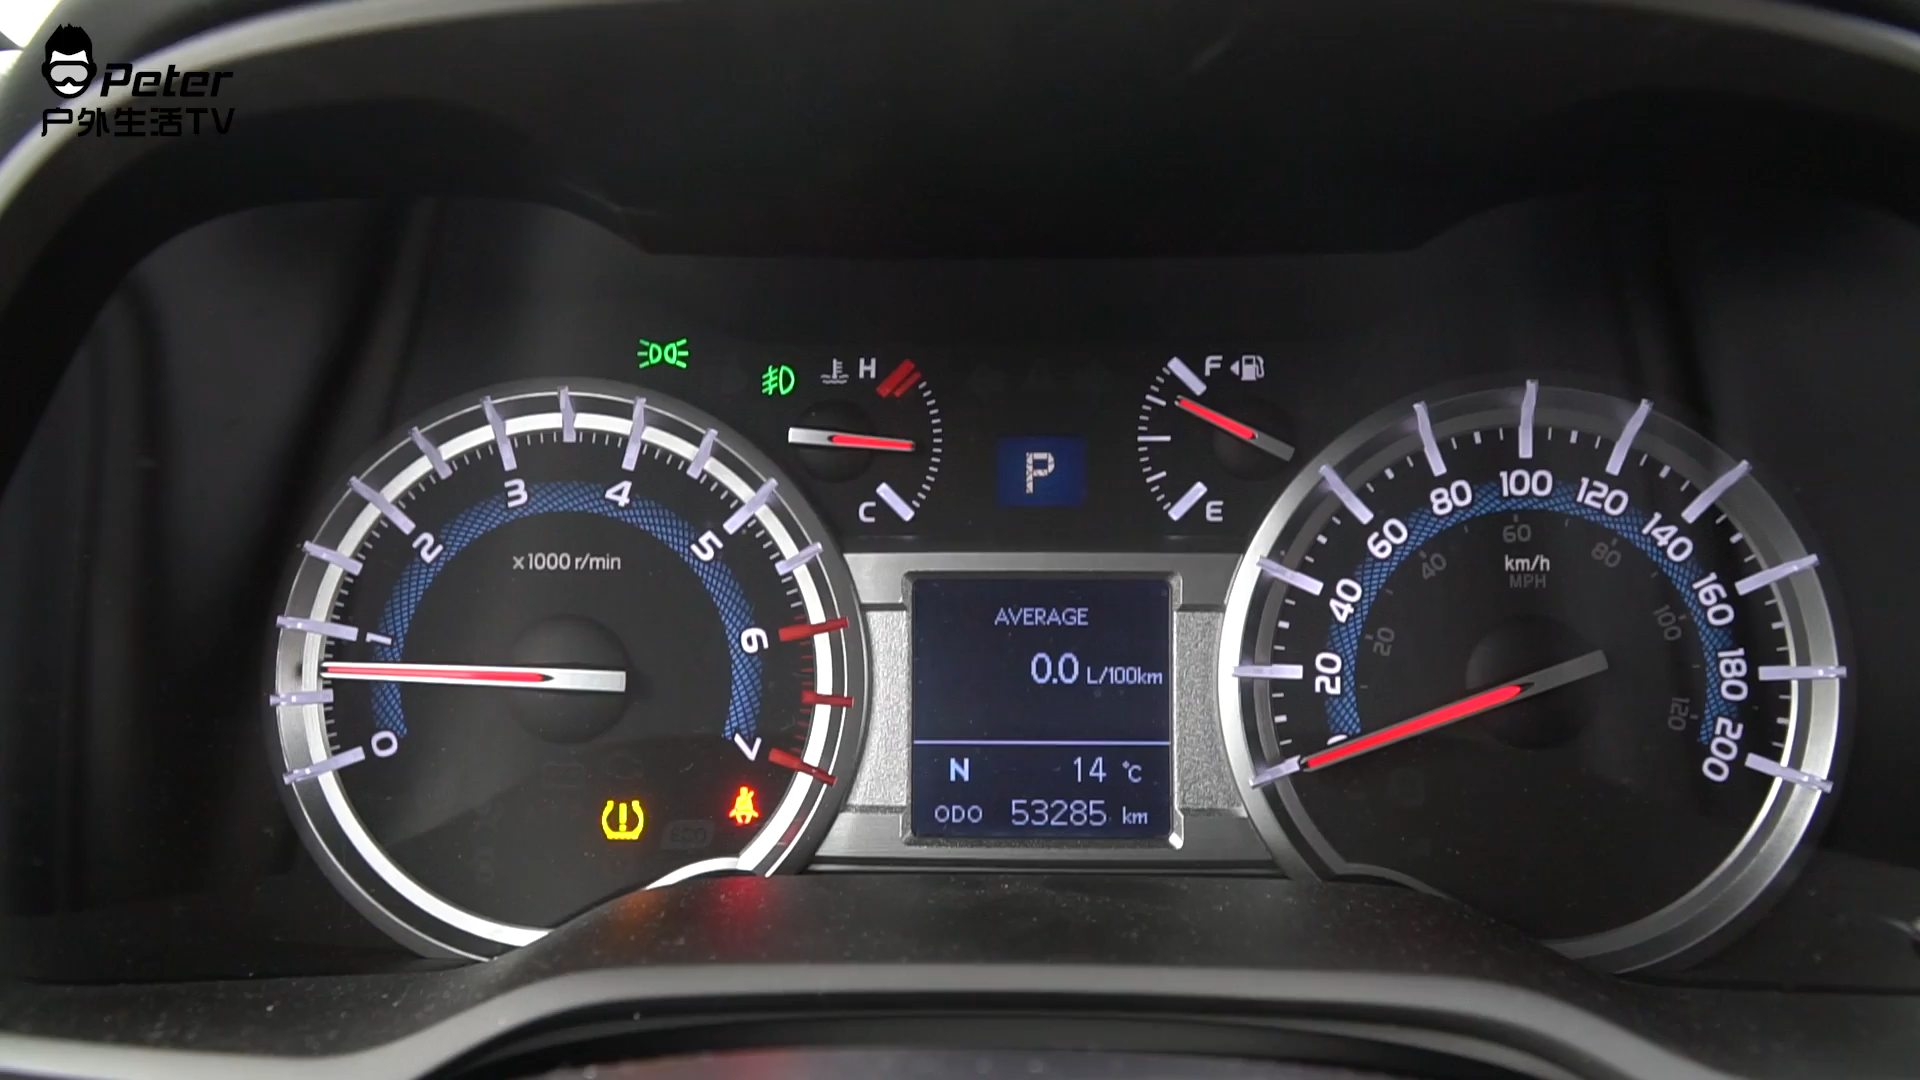 Peter
户外生活TV
H
C
P
F
E
0
1
2
3
4
5
6
7
x1000 r/min
ECO
AVERAGE
0.0 L/100km
N 14 °C
ODO 53285 km
20
40
60
80
100
120
140
160
180
200
km/h
MPH
20
40
60
80
100
120